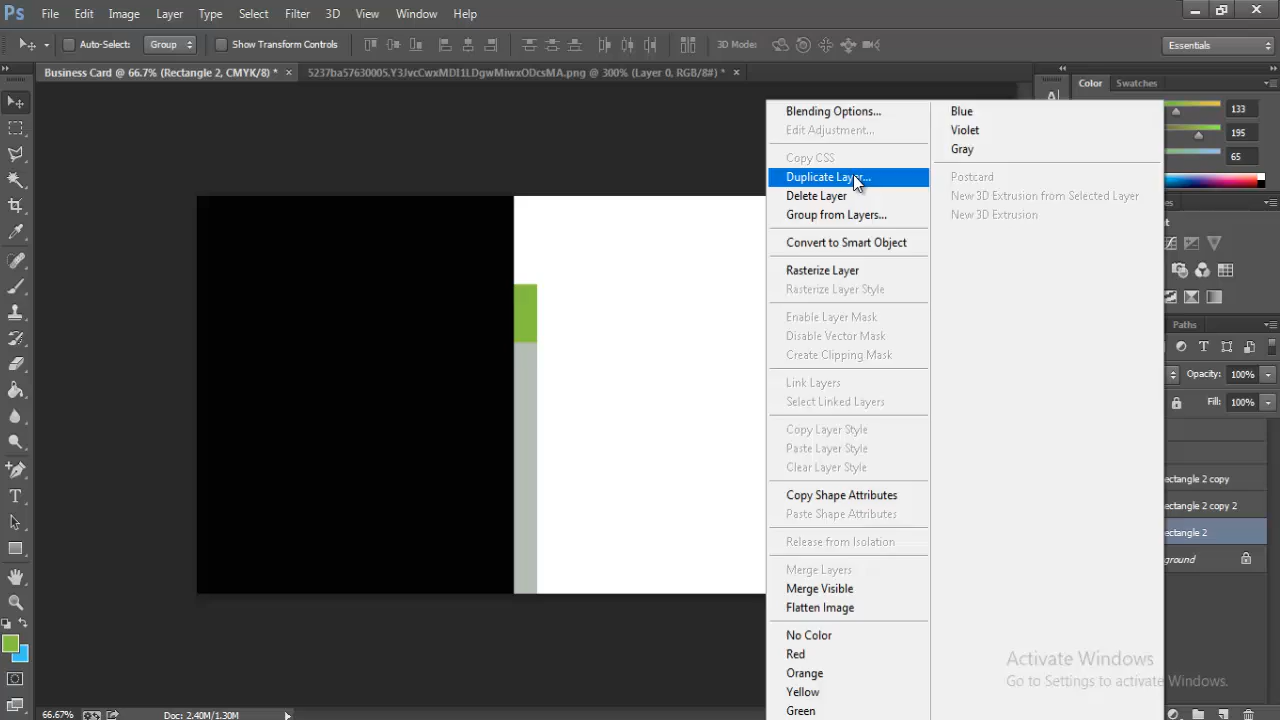 Ps File Edit Image Layer Type Select Filter 3D View Window Help
Auto-Select: Group Show Transform Controls 3D Mode: Essentials
Business Card @ 66.7% (Rectangle 2, CMYK/8) * × 5237ba57630005.Y3JvcCwxMDI1LDgwMiwxODcsMA.png @ 300% (Layer 0, RGB/8#) * ×
Color Swatches
133
195
65
Blending Options...
Edit Adjustment...
Copy CSS
Duplicate Layer...
Delete Layer
Group from Layers...
Convert to Smart Object
Rasterize Layer
Rasterize Layer Style
Enable Layer Mask
Disable Vector Mask
Create Clipping Mask
Link Layers
Select Linked Layers
Copy Layer Style
Paste Layer Style
Clear Layer Style
Copy Shape Attributes
Paste Shape Attributes
Release from Isolation
Merge Layers
Merge Visible
Flatten Image
No Color
Red
Orange
Yellow
Green
Blue
Violet
Gray
Postcard
New 3D Extrusion from Selected Layer
New 3D Extrusion
Paths
Opacity: 100%
Fill: 100%
ectangle 2 copy
ectangle 2 copy 2
ectangle 2
ground
Activate Windows
Go to Settings to activate Windows.
66.67% Doc: 2.40M/1.30M